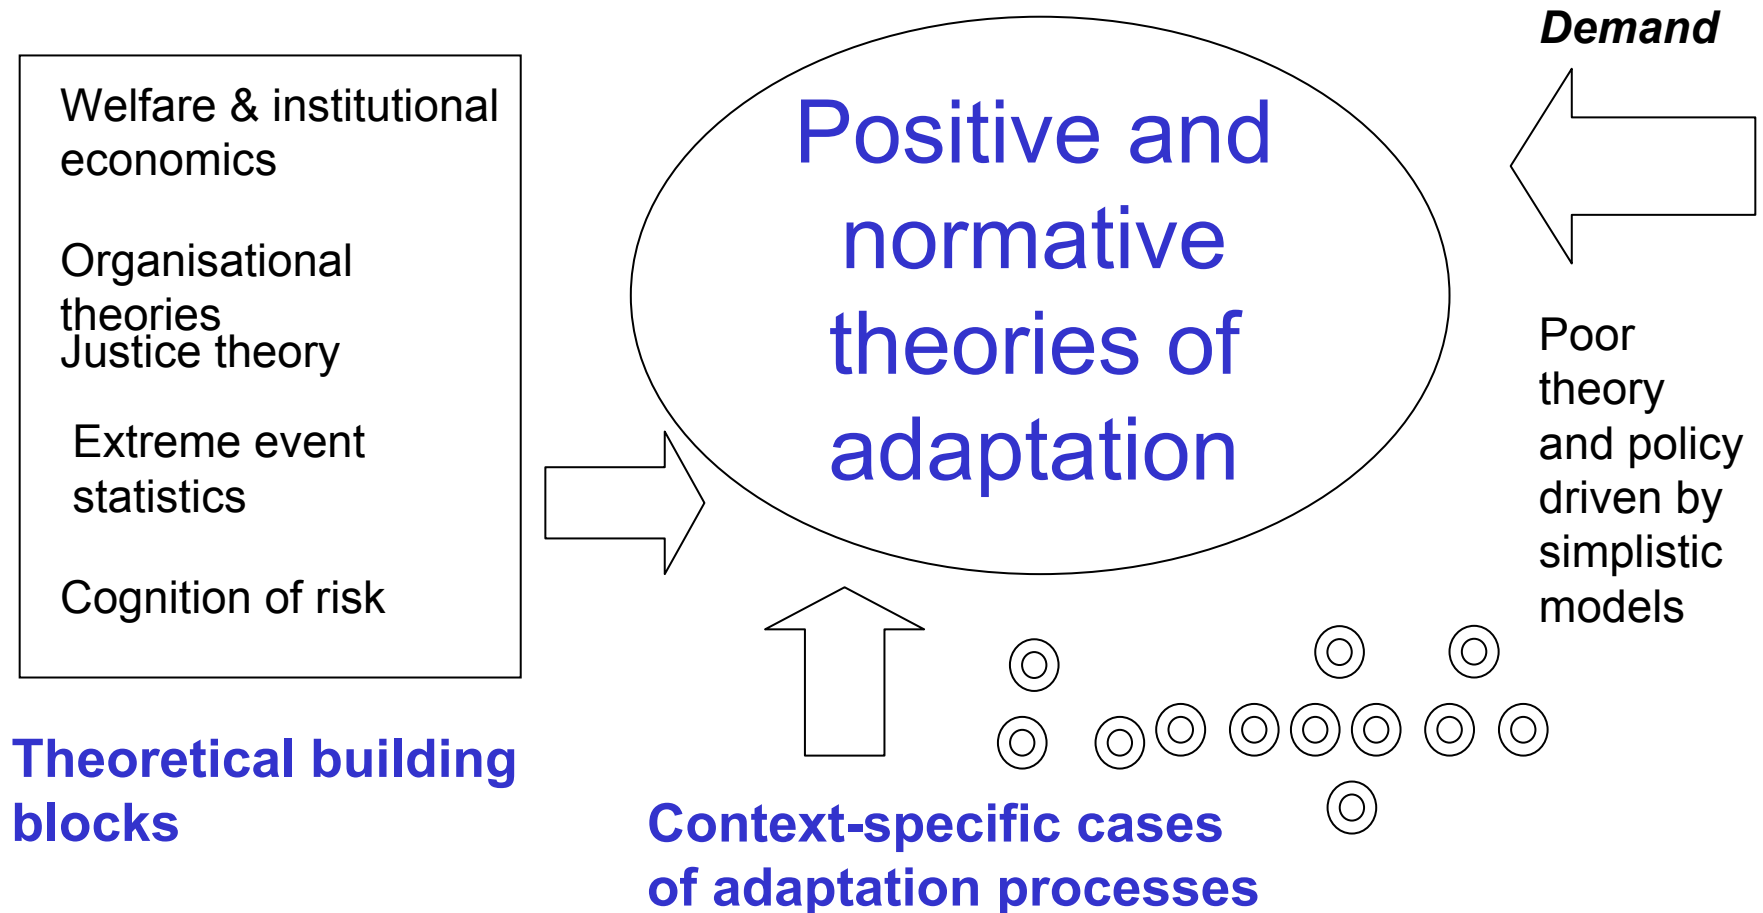 Welfare & institutional
economics
Organisational
theories
Justice theory
Extreme event
statistics
Cognition of risk
Theoretical building
blocks
Positive and
normative
theories of
adaptation
Context-specific cases
of adaptation processes
Demand
Poor
theory
and policy
driven by
simplistic
models